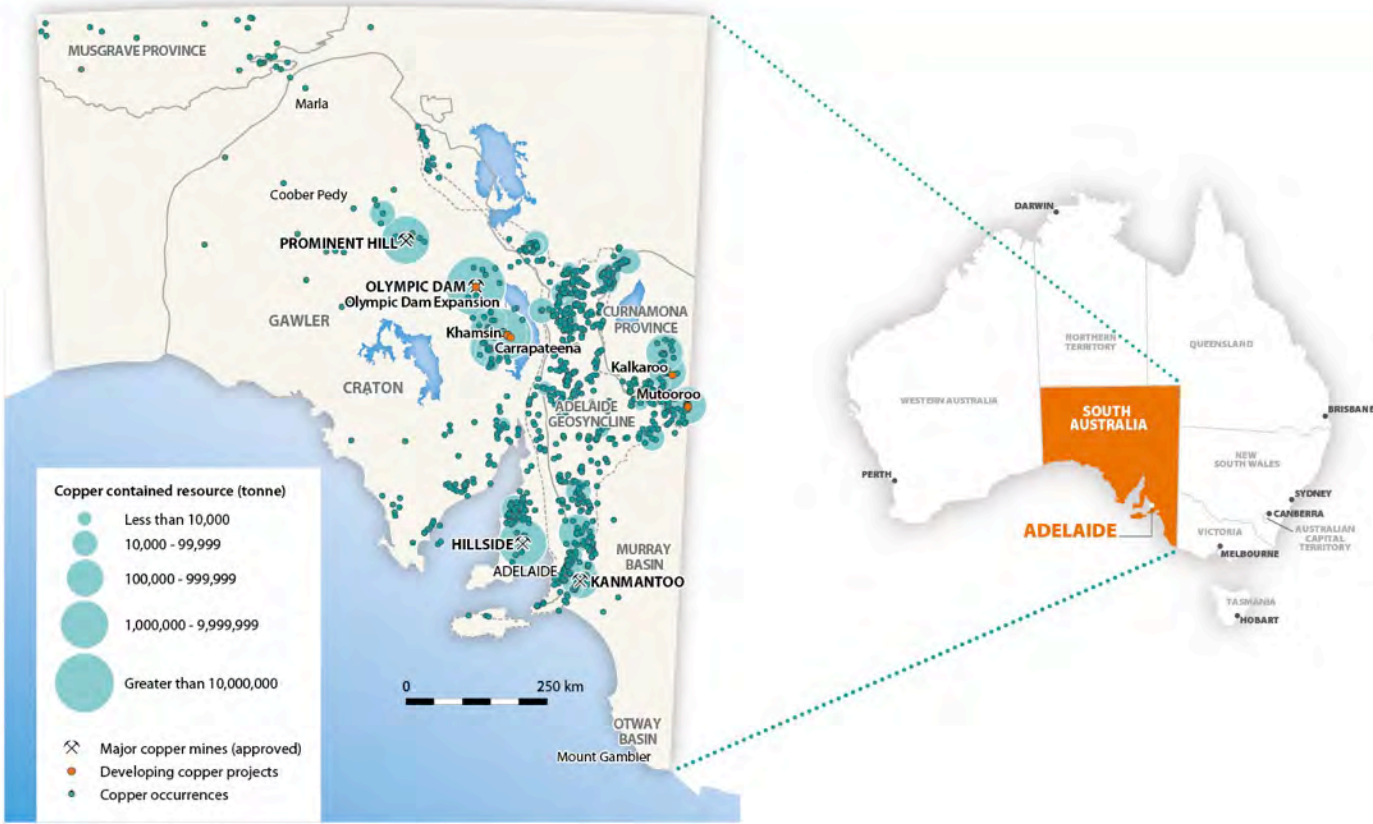 MUSGRAVE PROVINCE
Marla
Coober Pedy
PROMINENT HILL
OLYMPIC DAM
Olympic Dam Expansion
GAWLER
CURNAMONA
PROVINCE
Khamsin
Carrapateena
Kalkaroo
CRATON
Mutooroo
ADELAIDE
GEOSYNCLINE
HILLSIDE
ADELAIDE
MURRAY
BASIN
KANMANTOO
0
250 km
OTWAY
BASIN
Mount Gambier
Copper contained resource (tonne)
Less than 10,000
10,000 - 99,999
100,000 - 999,999
1,000,000 - 9,999,999
Greater than 10,000,000
Major copper mines (approved)
Developing copper projects
Copper occurrences
DARWIN
NORTHERN
TERRITORY
QUEENSLAND
WESTERN AUSTRALIA
SOUTH
AUSTRALIA
BRISBANE
NEW
SOUTH WALES
PERTH
SYDNEY
CANBERRA
ADELAIDE
VICTORIA
AUSTRALIAN
CAPITAL
TERRITORY
MELBOURNE
TASMANIA
HOBART